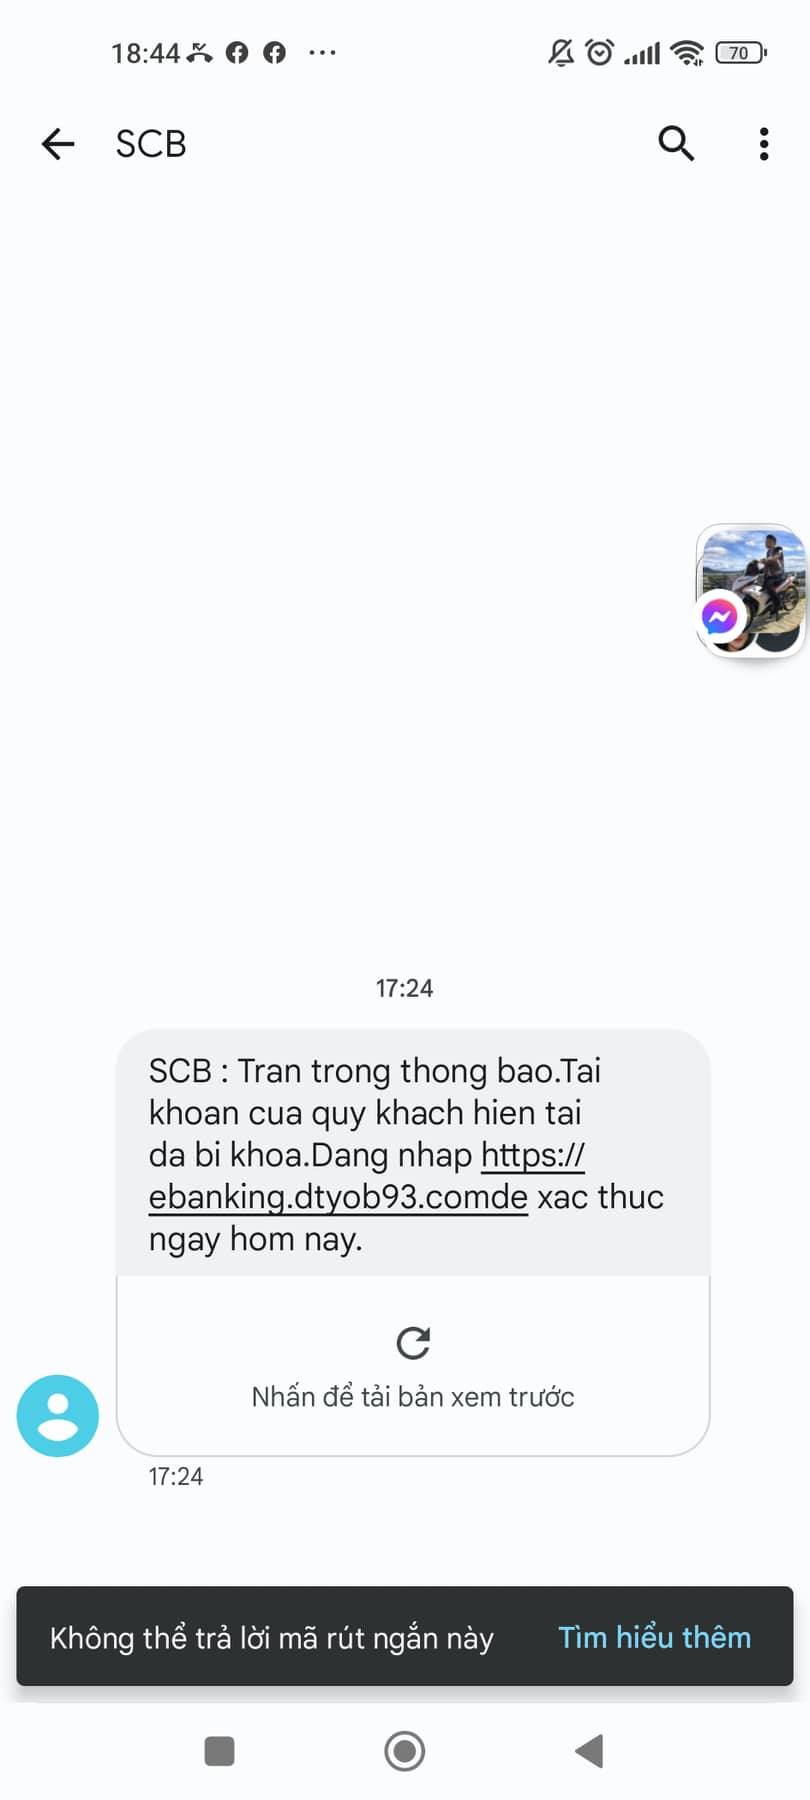 18:44
70
SCB
17:24
SCB : Tran trong thong bao.Tai
khoan cua quy khach hien tai
da bi khoa.Dang nhap https://
ebanking.dtyob93.comde xac thuc
ngay hom nay.
Nhấn để tải bản xem trước
17:24
Không thể trả lời mã rút ngắn này
Tìm hiểu thêm